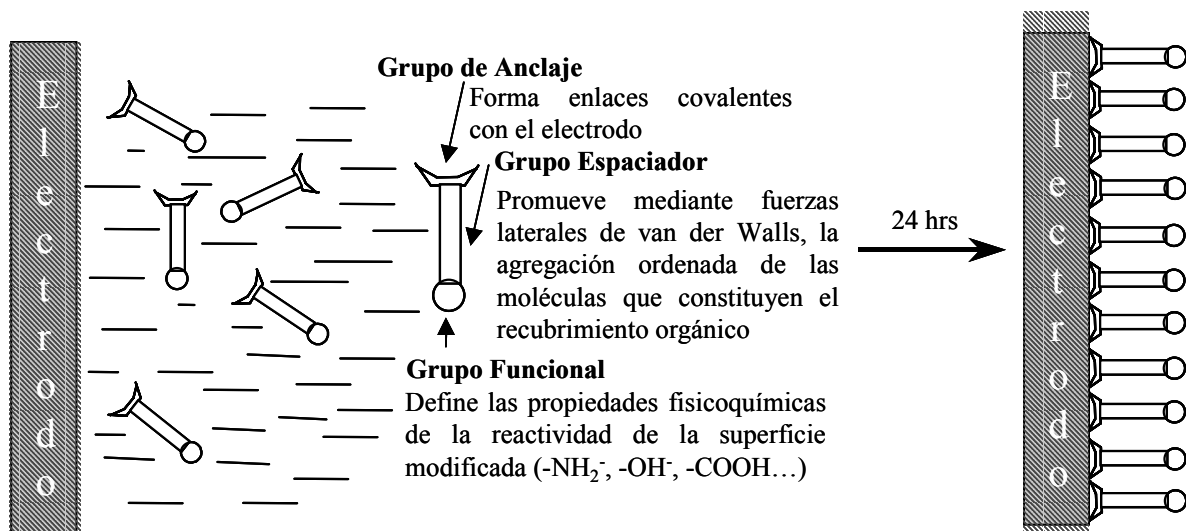 Electrodo
Grupo de Anclaje
Forma enlaces covalentes
con el electrodo
Grupo Espaciador
Promueve mediante fuerzas
laterales de van der Walls, la
agregación ordenada de las
moléculas que constituyen el
recubrimiento orgánico
Grupo Funcional
Define las propiedades fisicoquímicas
de la reactividad de la superficie
modificada (-NH₂⁻, -OH⁻, -COOH…)
24 hrs
Electrodo